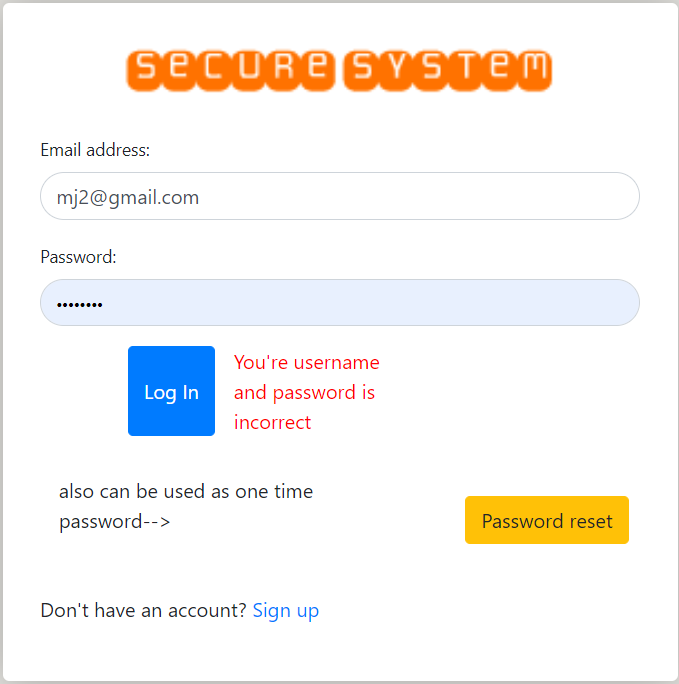 SeCURe SYSTeM
Email address:
mj2@gmail.com
Password:
••••••••
Log In
You're username
and password is
incorrect
also can be used as one time
password-->
Password reset
Don't have an account? Sign up